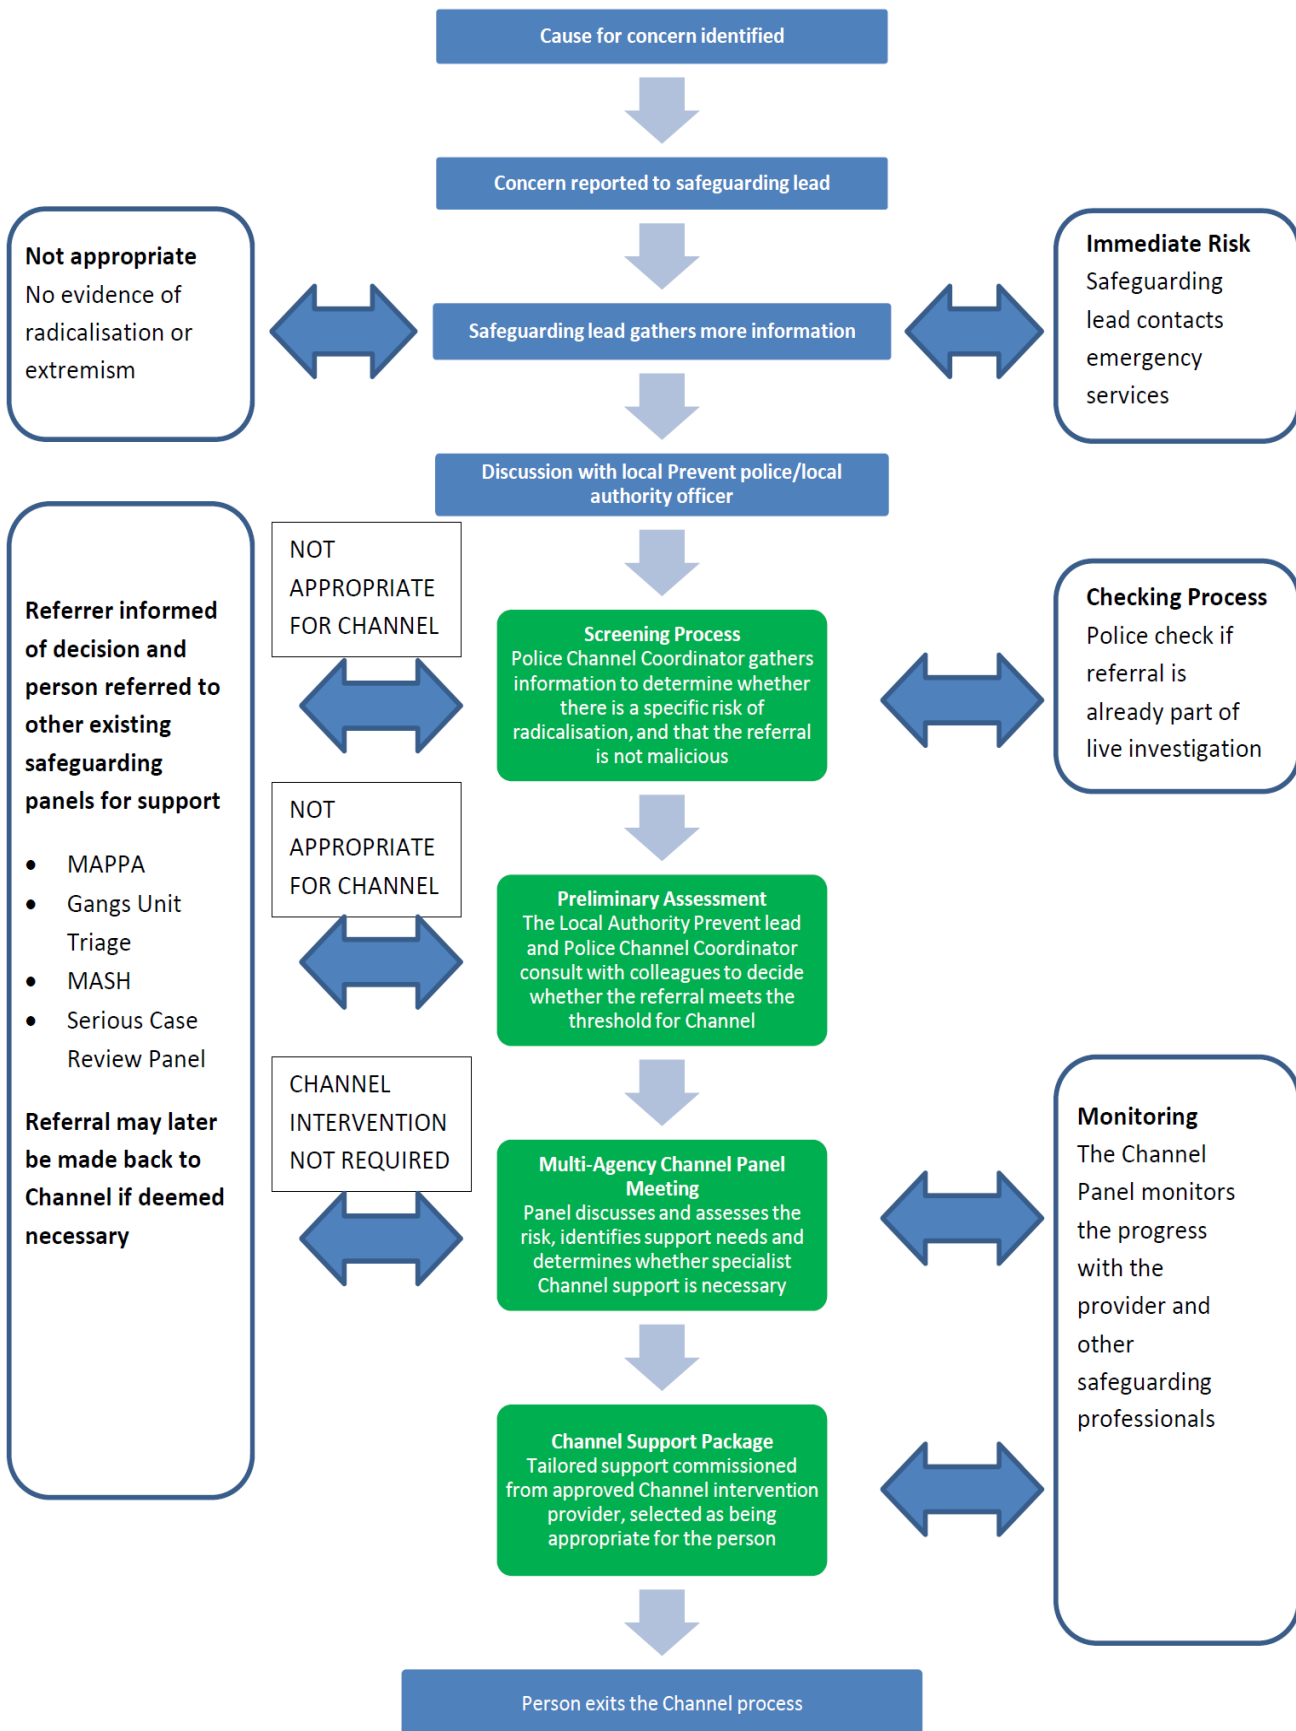 Cause for concern identified
Concern reported to safeguarding lead
Not appropriate
No evidence of
radicalisation or
extremism
Safeguarding lead gathers more information
Immediate Risk
Safeguarding
lead contacts
emergency
services
Discussion with local Prevent police/local
authority officer
Referrer informed
of decision and
person referred to
other existing
safeguarding
panels for support
• MAPPA
• Gangs Unit
Triage
• MASH
• Serious Case
Review Panel
Referral may later
be made back to
Channel if deemed
necessary
NOT
APPROPRIATE
FOR CHANNEL
Screening Process
Police Channel Coordinator gathers
information to determine whether
there is a specific risk of
radicalisation, and that the referral
is not malicious
Checking Process
Police check if
referral is
already part of
live investigation
NOT
APPROPRIATE
FOR CHANNEL
Preliminary Assessment
The Local Authority Prevent lead
and Police Channel Coordinator
consult with colleagues to decide
whether the referral meets the
threshold for Channel
CHANNEL
INTERVENTION
NOT REQUIRED
Multi-Agency Channel Panel
Meeting
Panel discusses and assesses the
risk, identifies support needs and
determines whether specialist
Channel support is necessary
Monitoring
The Channel
Panel monitors
the progress
with the
provider and
other
safeguarding
professionals
Channel Support Package
Tailored support commissioned
from approved Channel intervention
provider, selected as being
appropriate for the person
Person exits the Channel process